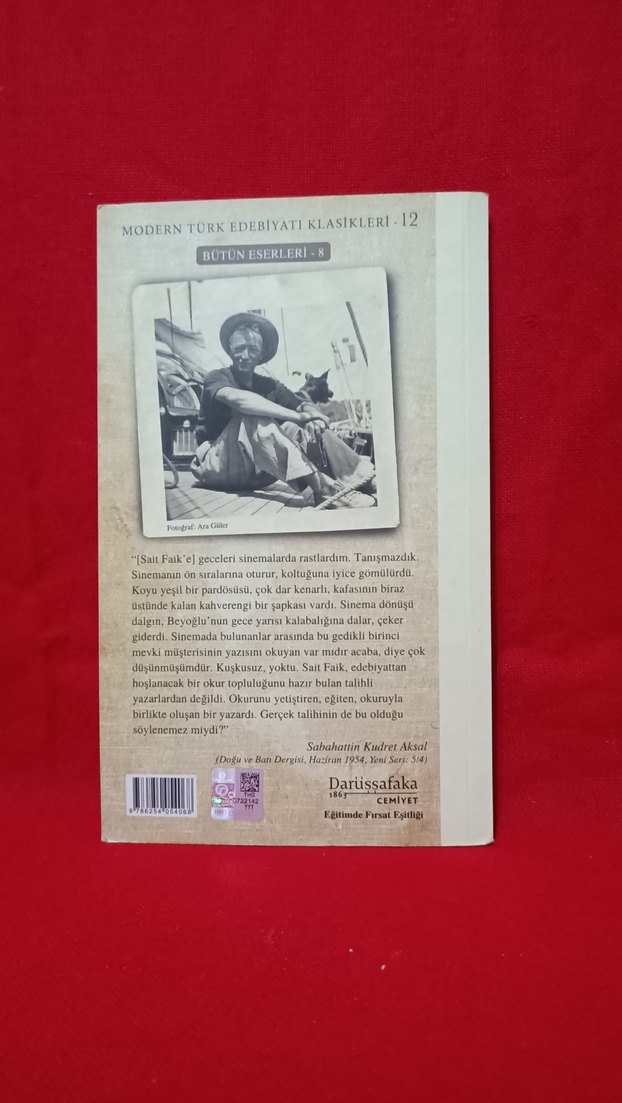 MODERN TÜRK EDEBİYATI KLASİKLERİ - 12
BÜTÜN ESERLERİ - 8
Fotoğraf: Ara Güler
“[Sait Faik’e] geceleri sinemalarda rastlardım. Tanışmazdık.
Sinemanın ön sıralarına oturur, koltuğuna iyice gömülürdü.
Koyu yeşil bir pardösüsü, çok dar kenarlı, kafasının biraz
üstünde kalan kahverengi bir şapkası vardı. Sinema dönüşü
dalgın, Beyoğlu’nun gece yarısı kalabalığına dalar, çeker
giderdi. Sinemada bulunanlar arasında bu gedikli birinci
mevki müşterisinin yazısını okuyan var mıdır acaba, diye çok
düşünmüşümdür. Kuşkusuz, yoktu. Sait Faik, edebiyattan
hoşlanacak bir okur topluluğunu hazır bulan talihli
yazarlardan değildi. Okurunu yetiştiren, eğiten, okuruyla
birlikte oluşan bir yazardı. Gerçek talihinin de bu olduğu
söylenemez miydi?”
Sabahattin Kudret Aksal
(Doğu ve Batı Dergisi, Haziran 1954, Yeni Seri: 5/4)
9 786254 054068
THG
0722142
TTT
Darüşşafaka
1863
CEMİYET
Eğitimde Fırsat Eşitliği